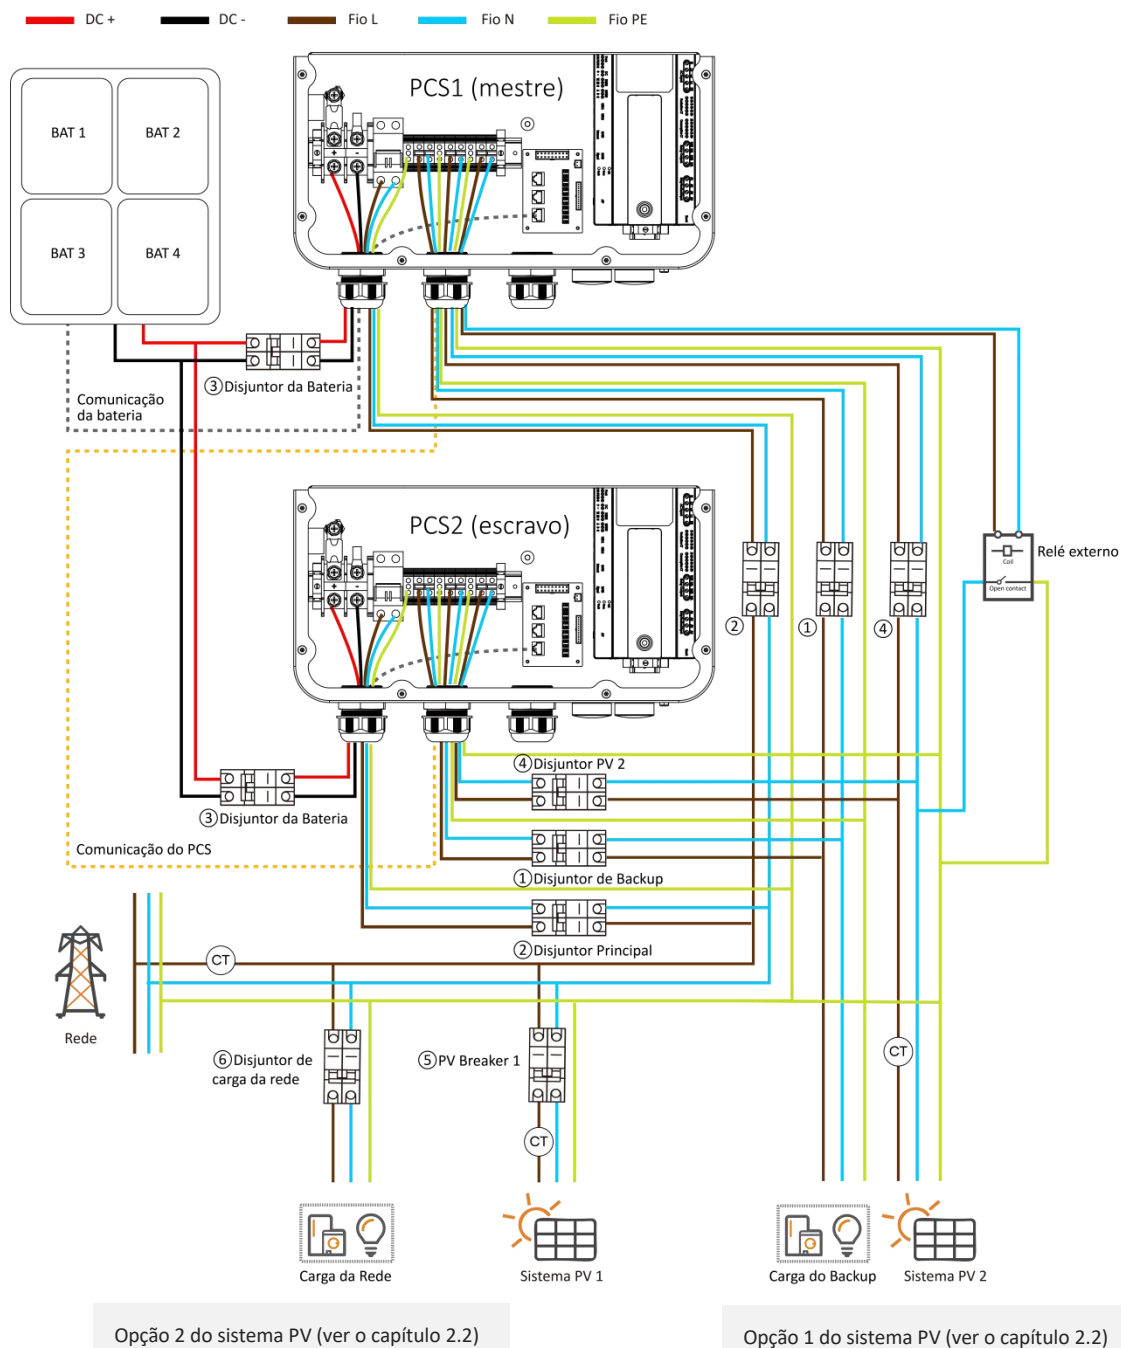 DC +
DC -
Fio L
Fio N
Fio PE
PCS1 (mestre)
BAT 1
BAT 2
BAT 3
BAT 4
③Disjuntor da Bateria
Comunicação
da bateria
PCS2 (escravo)
Relé externo
Coil
Open contact
②
①
④
④Disjuntor PV 2
③Disjuntor da Bateria
①Disjuntor de Backup
Comunicação do PCS
②Disjuntor Principal
CT
Rede
⑥Disjuntor de
carga da rede
⑤PV Breaker 1
CT
CT
Carga da Rede
Sistema PV 1
Carga do Backup
Sistema PV 2
Opção 2 do sistema PV (ver o capítulo 2.2)
Opção 1 do sistema PV (ver o capítulo 2.2)